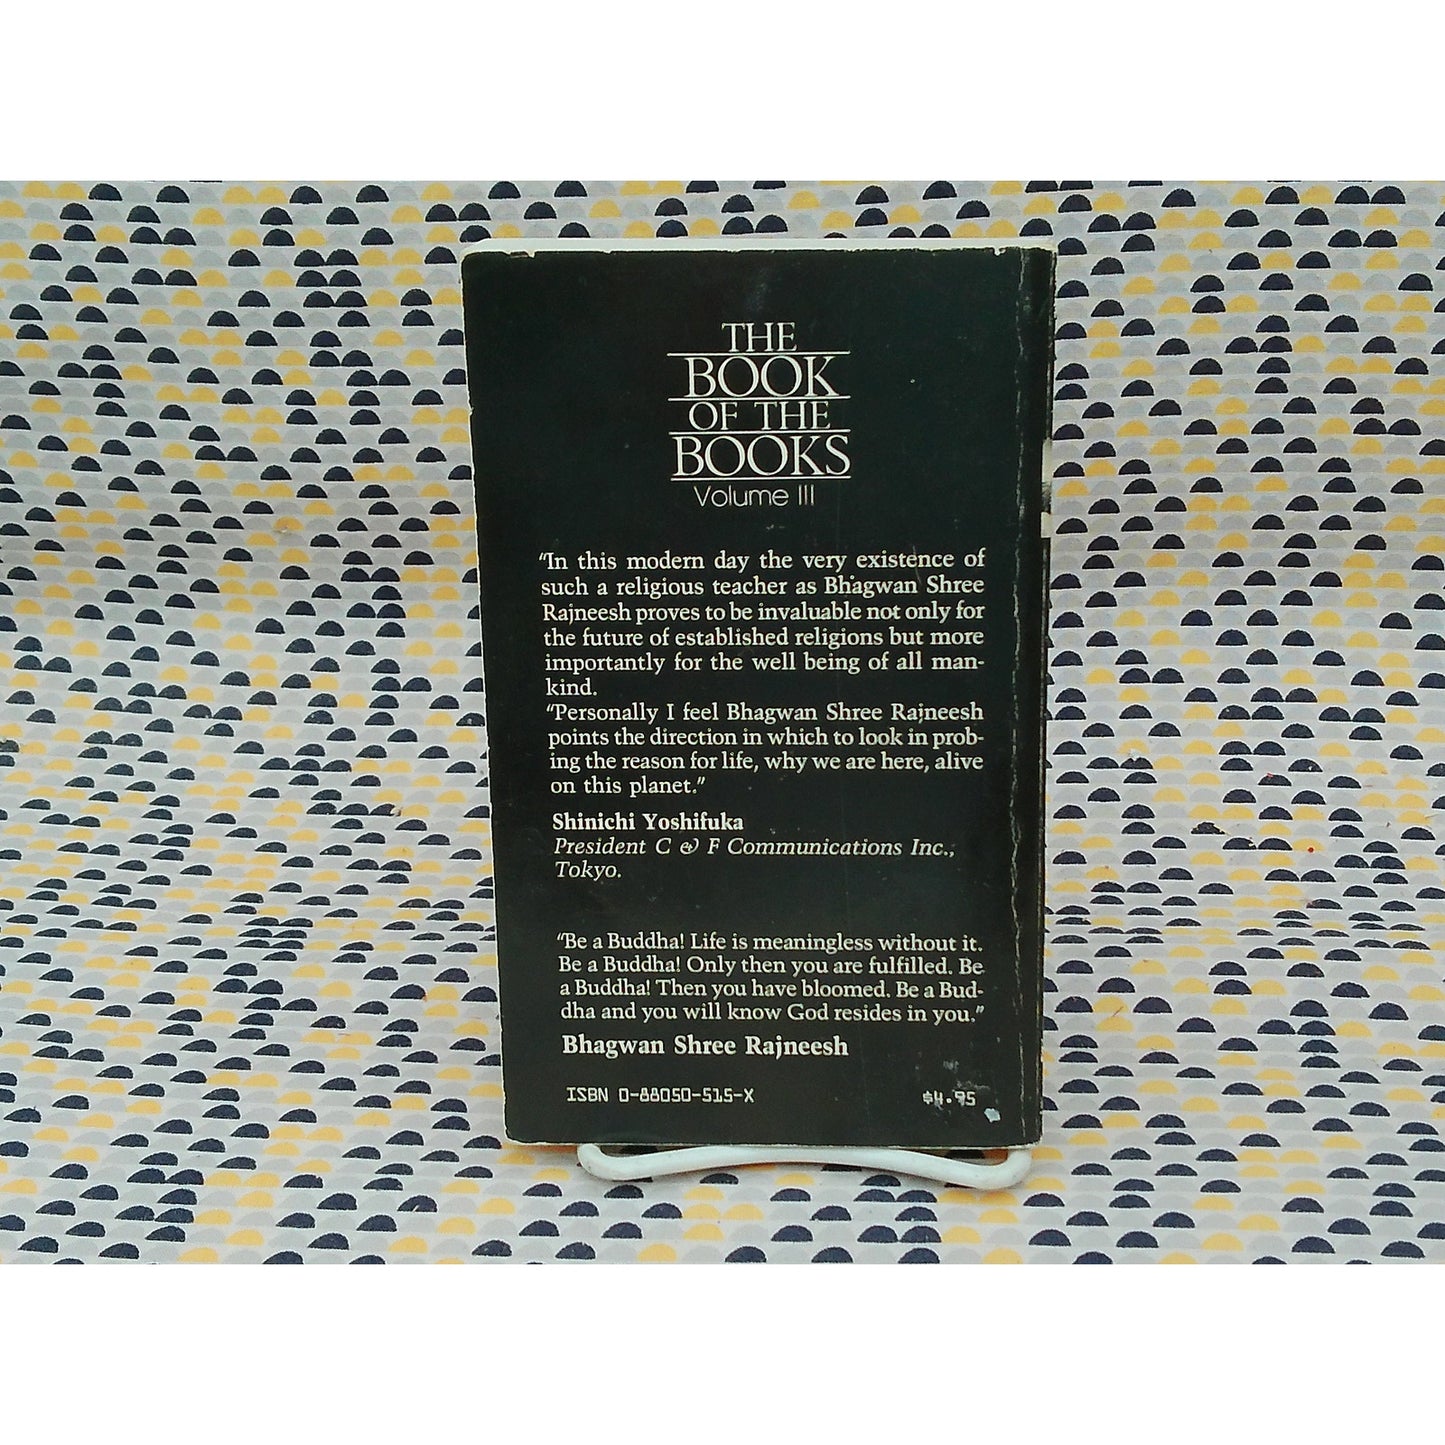 THE
BOOK
OF THE
BOOKS
Volume III
“In this modern day the very existence of
such a religious teacher as Bhagwan Shree
Rajneesh proves to be invaluable not only for
the future of established religions but more
importantly for the well being of all man-
kind.
“Personally I feel Bhagwan Shree Rajneesh
points the direction in which to look in prob-
ing the reason for life, why we are here, alive
on this planet.”
Shinichi Yoshifuka
President C & F Communications Inc.,
Tokyo.
“Be a Buddha! Life is meaningless without it.
Be a Buddha! Only then you are fulfilled. Be
a Buddha! Then you have bloomed. Be a Bud-
dha and you will know God resides in you.”
Bhagwan Shree Rajneesh
ISBN 0-88050-515-X $4.95